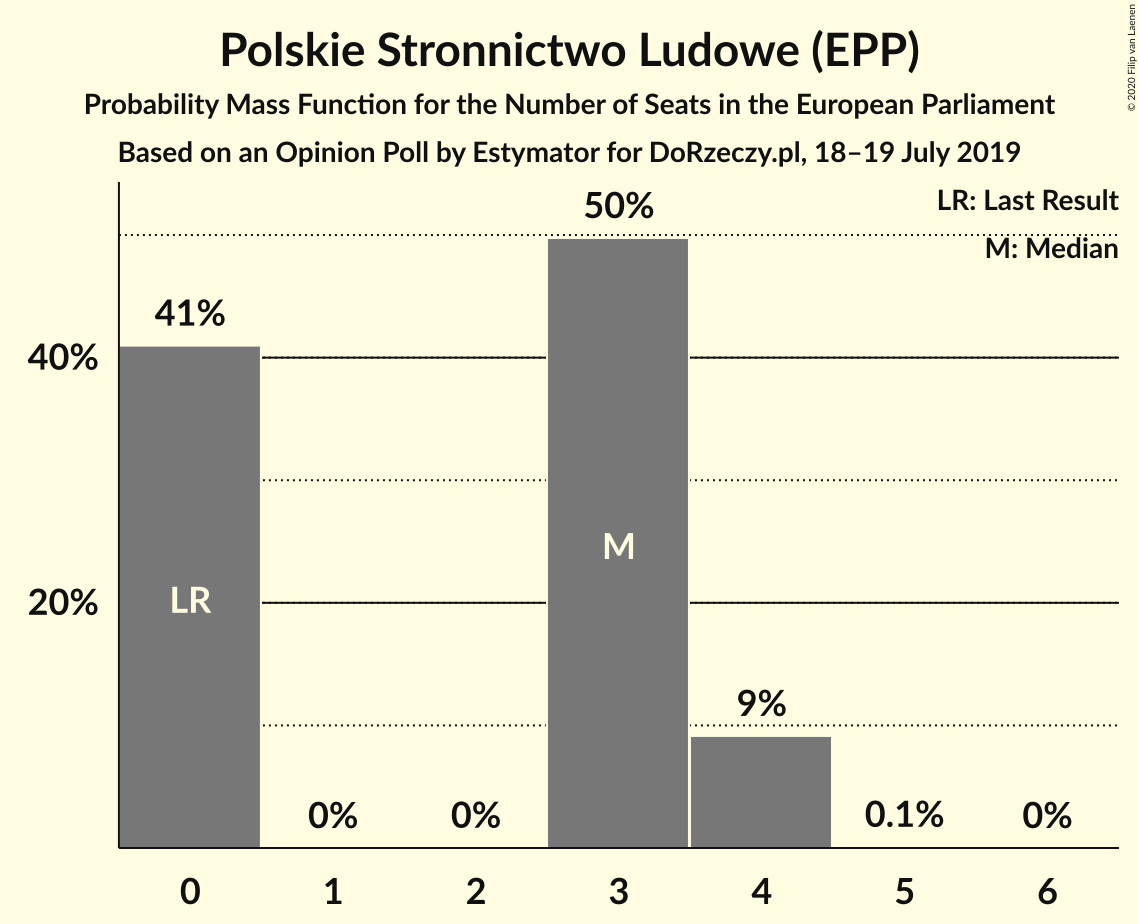 Polskie Stronnictwo Ludowe (EPP)
Probability Mass Function for the Number of Seats in the European Parliament
Based on an Opinion Poll by Estymator for DoRzeczy.pl, 18–19 July 2019
© 2020 Filip van Laenen
LR: Last Result
M: Median
50%
41%
40%
M
LR
20%
9%
0% 0% 0.1% 0%
0 1 2 3 4 5 6